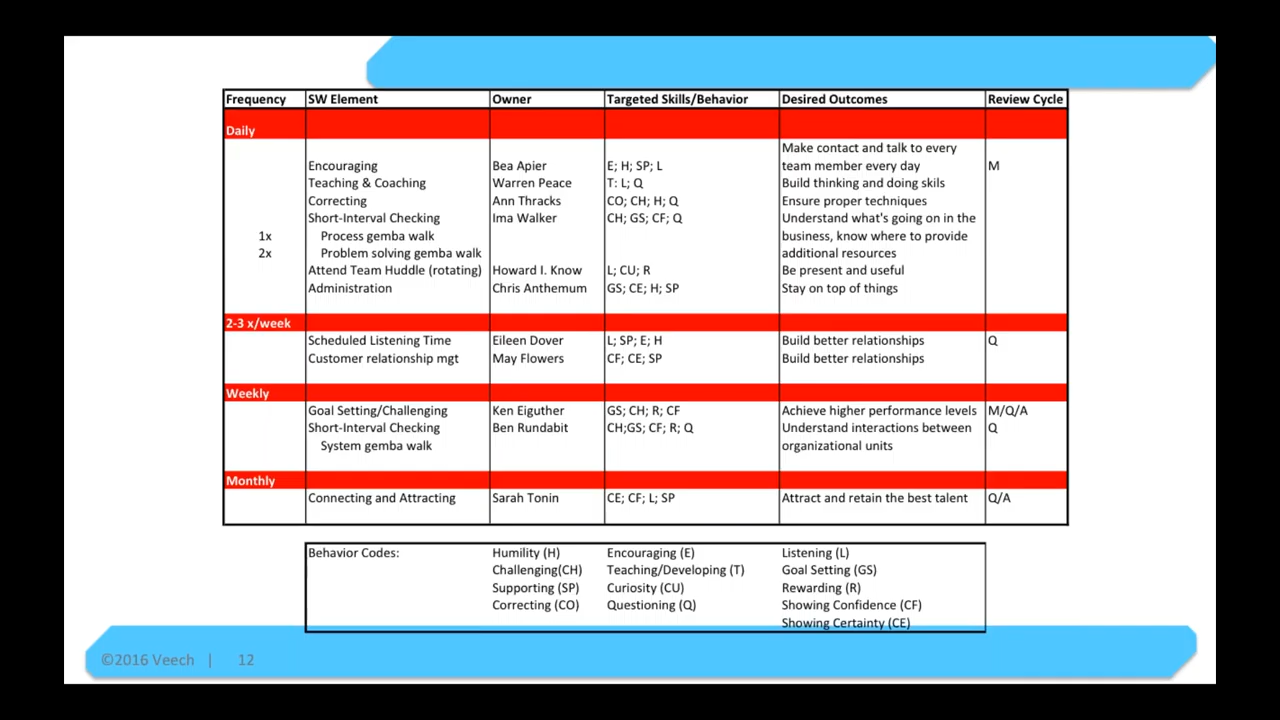 Frequency SW Element Owner Targeted Skills/Behavior Desired Outcomes Review Cycle
Daily
Make contact and talk to every
Encouraging Bea Apier E; H; SP; L team member every day M
Teaching & Coaching Warren Peace T: L; Q Build thinking and doing skils
Correcting Ann Thracks CO; CH; H; Q Ensure proper techniques
Short-Interval Checking Ima Walker CH; GS; CF; Q Understand what's going on in the
1x Process gemba walk business, know where to provide
2x Problem solving gemba walk additional resources
Attend Team Huddle (rotating) Howard I. Know L; CU; R Be present and useful
Administration Chris Anthemum GS; CE; H; SP Stay on top of things
2-3 x/week
Scheduled Listening Time Eileen Dover L; SP; E; H Build better relationships Q
Customer relationship mgt May Flowers CF; CE; SP Build better relationships
Weekly
Goal Setting/Challenging Ken Eiguther GS; CH; R; CF Achieve higher performance levels M/Q/A
Short-Interval Checking Ben Rundabit CH;GS; CF; R; Q Understand interactions between Q
System gemba walk organizational units
Monthly
Connecting and Attracting Sarah Tonin CE; CF; L; SP Attract and retain the best talent Q/A
Behavior Codes: Humility (H) Encouraging (E) Listening (L)
Challenging(CH) Teaching/Developing (T) Goal Setting (GS)
Supporting (SP) Curiosity (CU) Rewarding (R)
Correcting (CO) Questioning (Q) Showing Confidence (CF)
Showing Certainty (CE)
©2016 Veech | 12